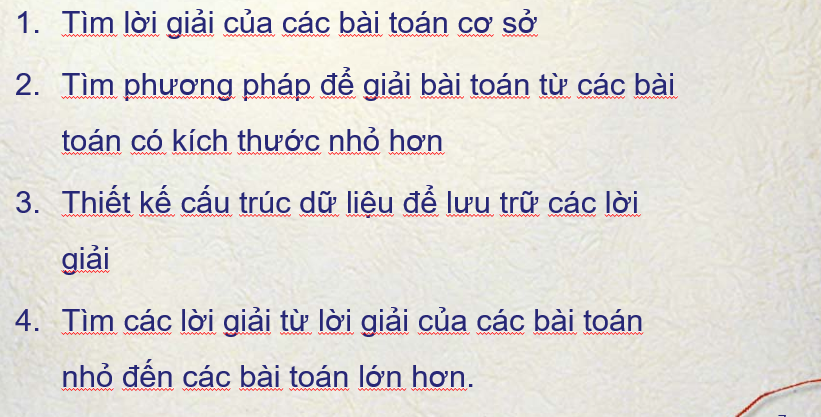 1. Tìm lời giải của các bài toán cơ sở
2. Tìm phương pháp để giải bài toán từ các bài
toán có kích thước nhỏ hơn
3. Thiết kế cấu trúc dữ liệu để lưu trữ các lời
giải
4. Tìm các lời giải từ lời giải của các bài toán
nhỏ đến các bài toán lớn hơn.